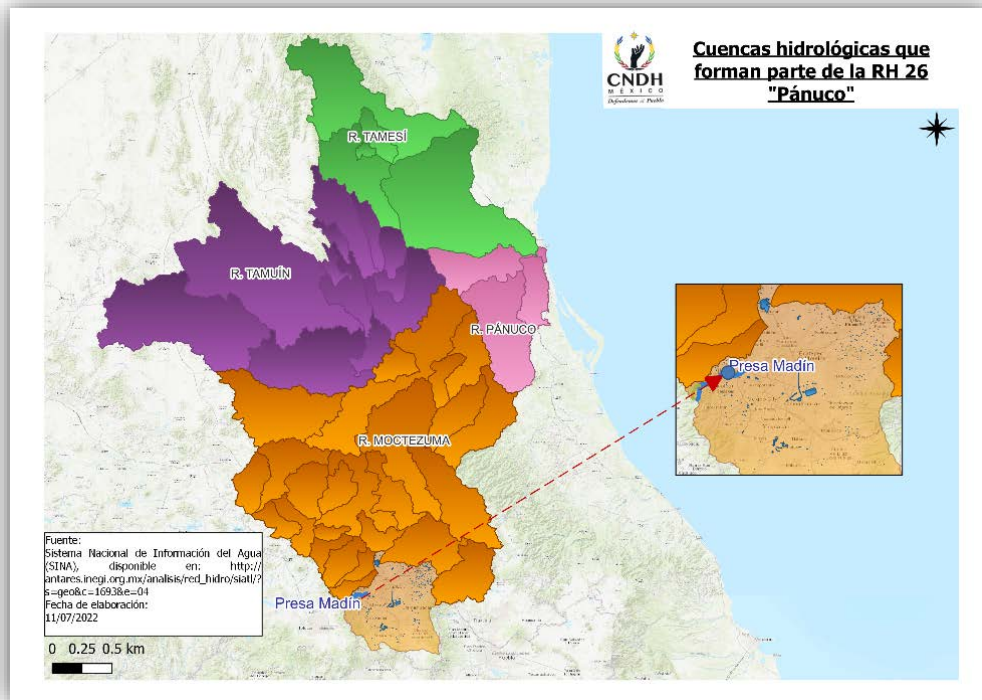 CNDH
MÉXICO
Defendemos al Pueblo
Cuencas hidrológicas que
forman parte de la RH 26
"Pánuco"
R. TAMESÍ
R. TAMUÍN
R. PÁNUCO
R. MOCTEZUMA
Presa Madín
Fuente:
Sistema Nacional de Información del Agua
(SINA), disponible en: http://
antares.inegi.org.mx/analisis/red_hidro/siatl/?
s=geo&c=1693&e=04
Fecha de elaboración:
11/07/2022
Presa Madín
0 0.25 0.5 km